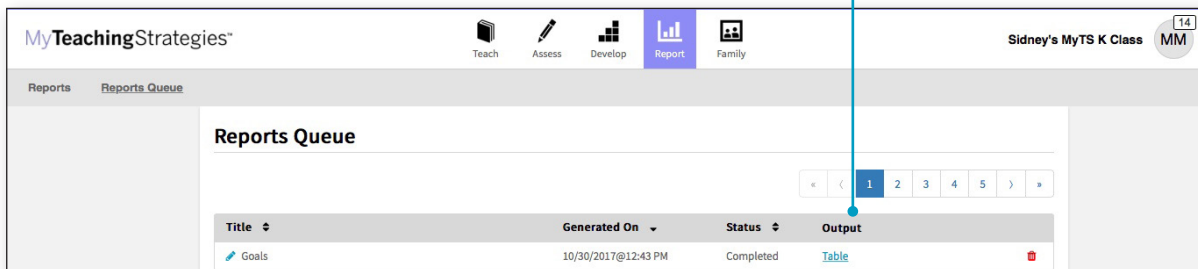 MyTeachingStrategies™
Teach Assess Develop Report Family
Sidney's MyTS K Class MM 14
Reports Reports Queue
Reports Queue
« ‹ 1 2 3 4 5 › »
Title Generated On Status Output
Goals 10/30/2017@12:43 PM Completed Table